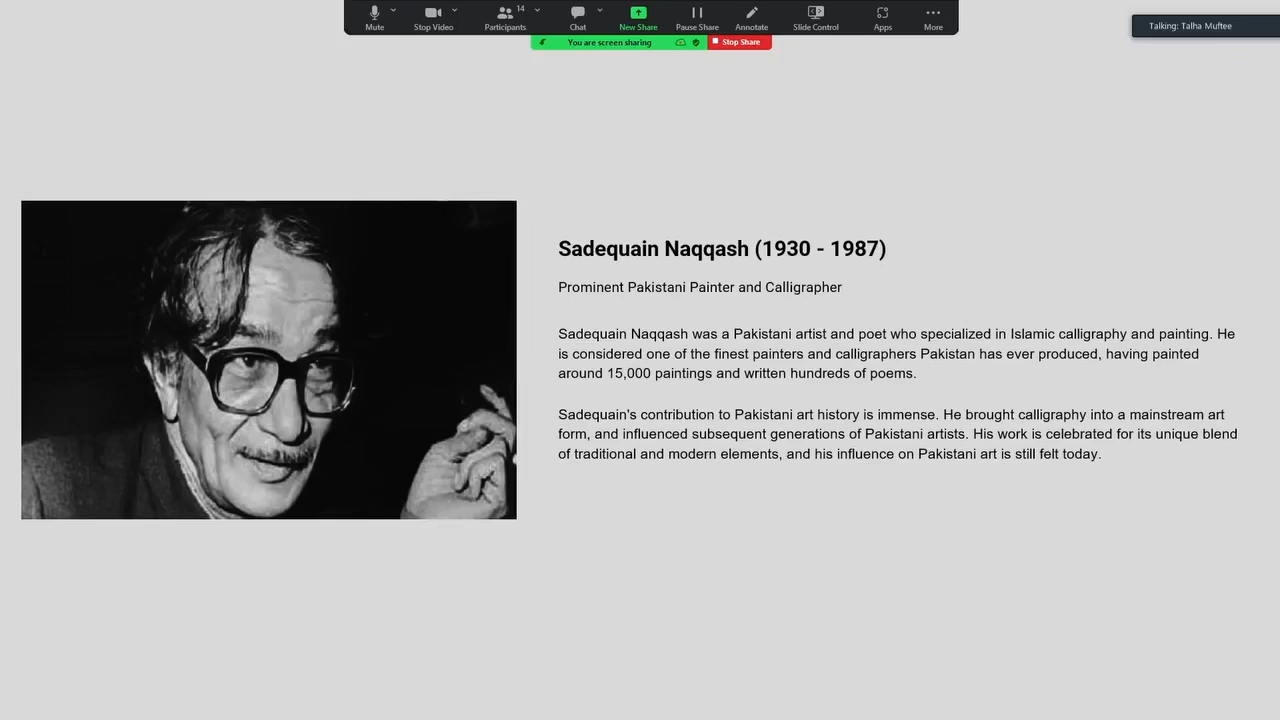 14
Mute
Stop Video
Participants
Chat
New Share
Pause Share
Annotate
Slide Control
Apps
More
You are screen sharing
Stop Share
Talking: Talha Muftee
Sadequain Naqqash (1930 - 1987)
Prominent Pakistani Painter and Calligrapher
Sadequain Naqqash was a Pakistani artist and poet who specialized in Islamic calligraphy and painting. He
is considered one of the finest painters and calligraphers Pakistan has ever produced, having painted
around 15,000 paintings and written hundreds of poems.
Sadequain's contribution to Pakistani art history is immense. He brought calligraphy into a mainstream art
form, and influenced subsequent generations of Pakistani artists. His work is celebrated for its unique blend
of traditional and modern elements, and his influence on Pakistani art is still felt today.